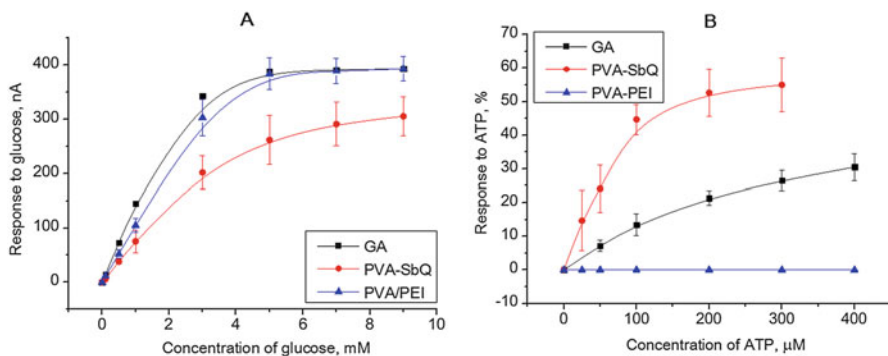 A
Response to glucose, nA
400
300
200
100
0
0 2 4 6 8 10
Concentration of glucose, mM
GA
PVA-SbQ
PVA/PEI
B
Response to ATP, %
60
50
40
30
20
10
0
-10
0 100 200 300 400
Concentration of ATP, μM
GA
PVA-SbQ
PVA-PEI